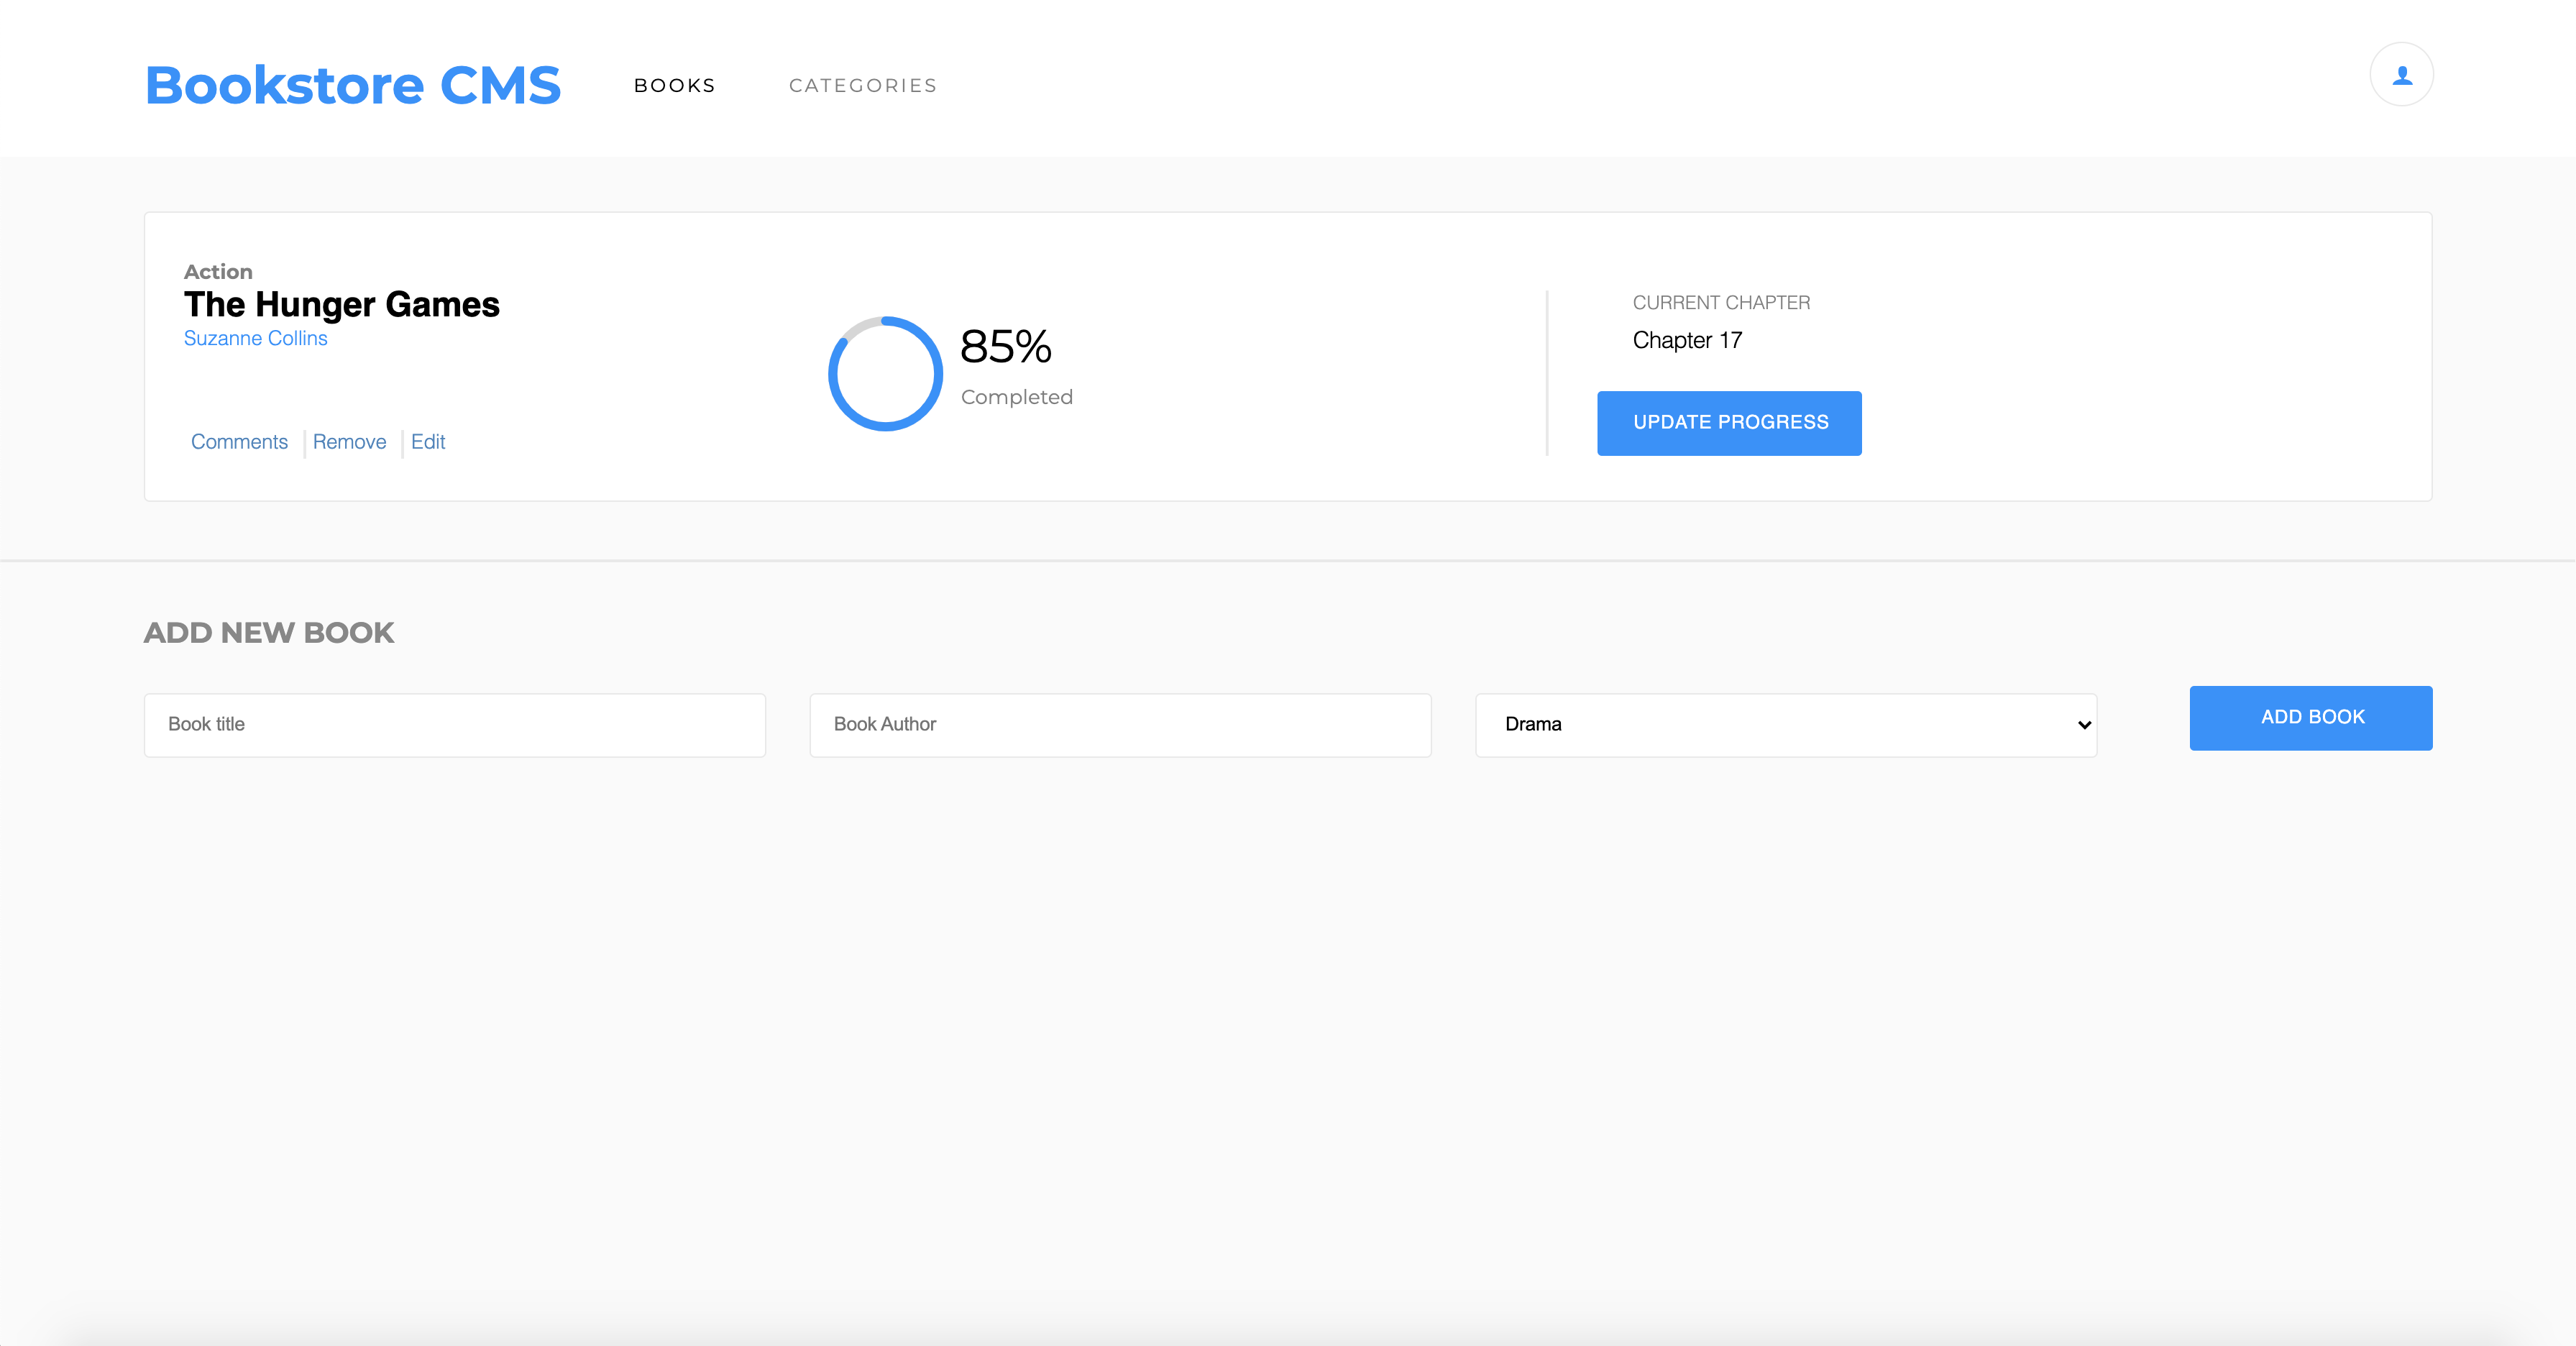 Bookstore CMS
BOOKS
CATEGORIES
Action
The Hunger Games
Suzanne Collins
Comments
Remove
Edit
85%
Completed
CURRENT CHAPTER
Chapter 17
UPDATE PROGRESS
ADD NEW BOOK
Book title
Book Author
Drama
ADD BOOK